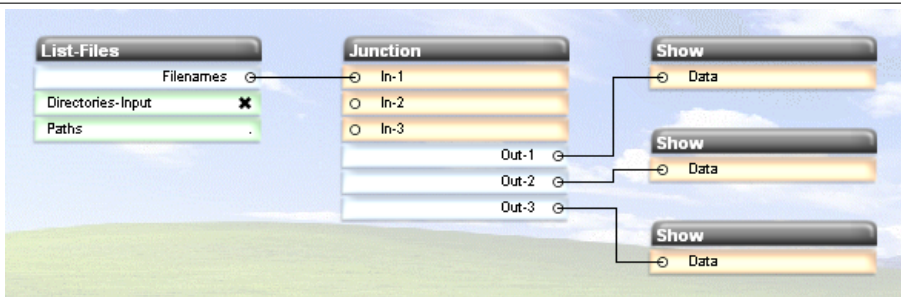 List-Files
Filenames
Directories-Input
Paths .
Junction
In-1
In-2
In-3
Out-1
Out-2
Out-3
Show
Data
Show
Data
Show
Data